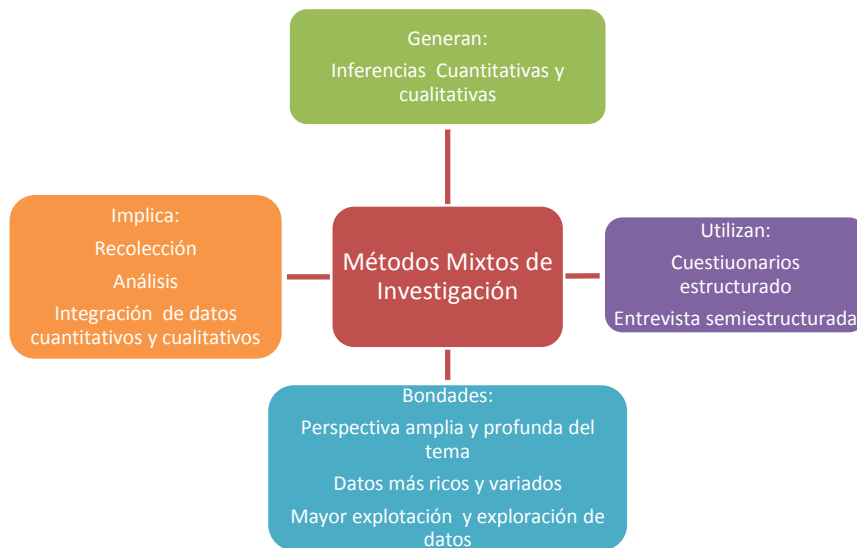 Generan:
Inferencias Cuantitativas y
cualitativas
Implica:
Recolección
Análisis
Integración de datos
cuantitativos y cualitativos
Métodos Mixtos de
Investigación
Utilizan:
Cuestiuonarios
estructurado
Entrevista semiestructurada
Bondades:
Perspectiva amplia y profunda del
tema
Datos más ricos y variados
Mayor explotación y exploración de
datos